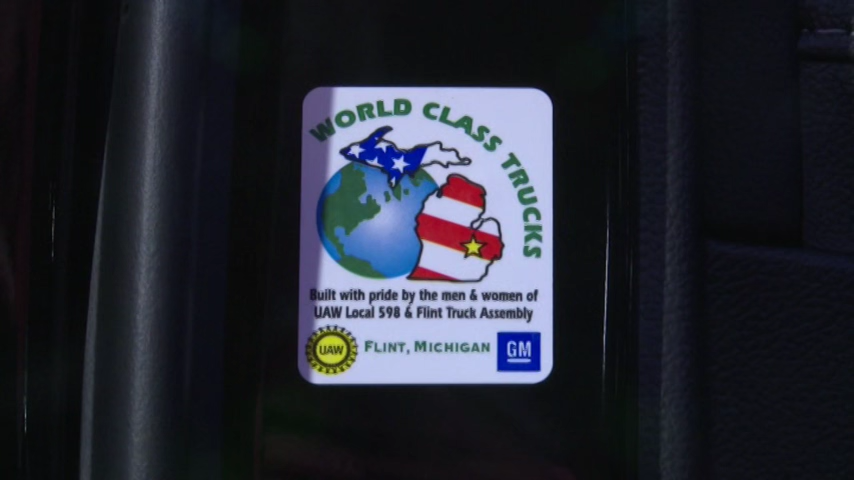 WORLD CLASS TRUCKS
Built with pride by the men & women of
UAW Local 598 & Flint Truck Assembly
UAW
FLINT, MICHIGAN
GM